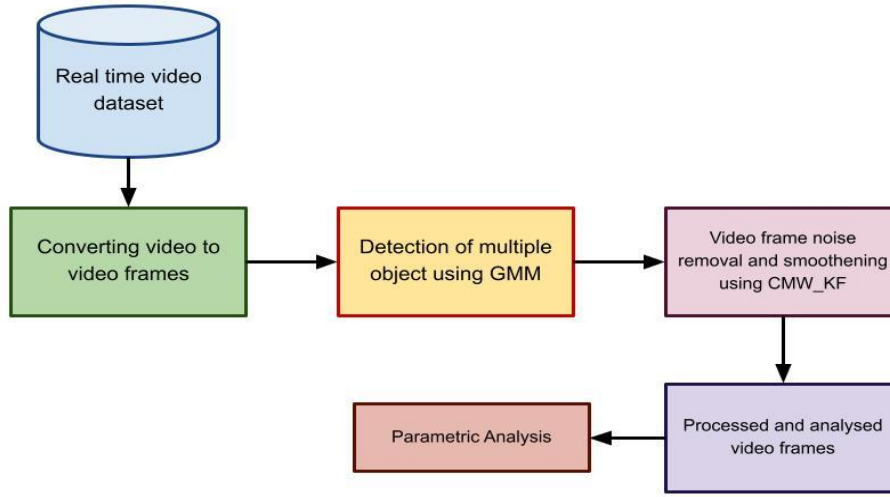 Real time video
dataset
Converting video to
video frames
Detection of multiple
object using GMM
Video frame noise
removal and smoothening
using CMW_KF
Processed and analysed
video frames
Parametric Analysis